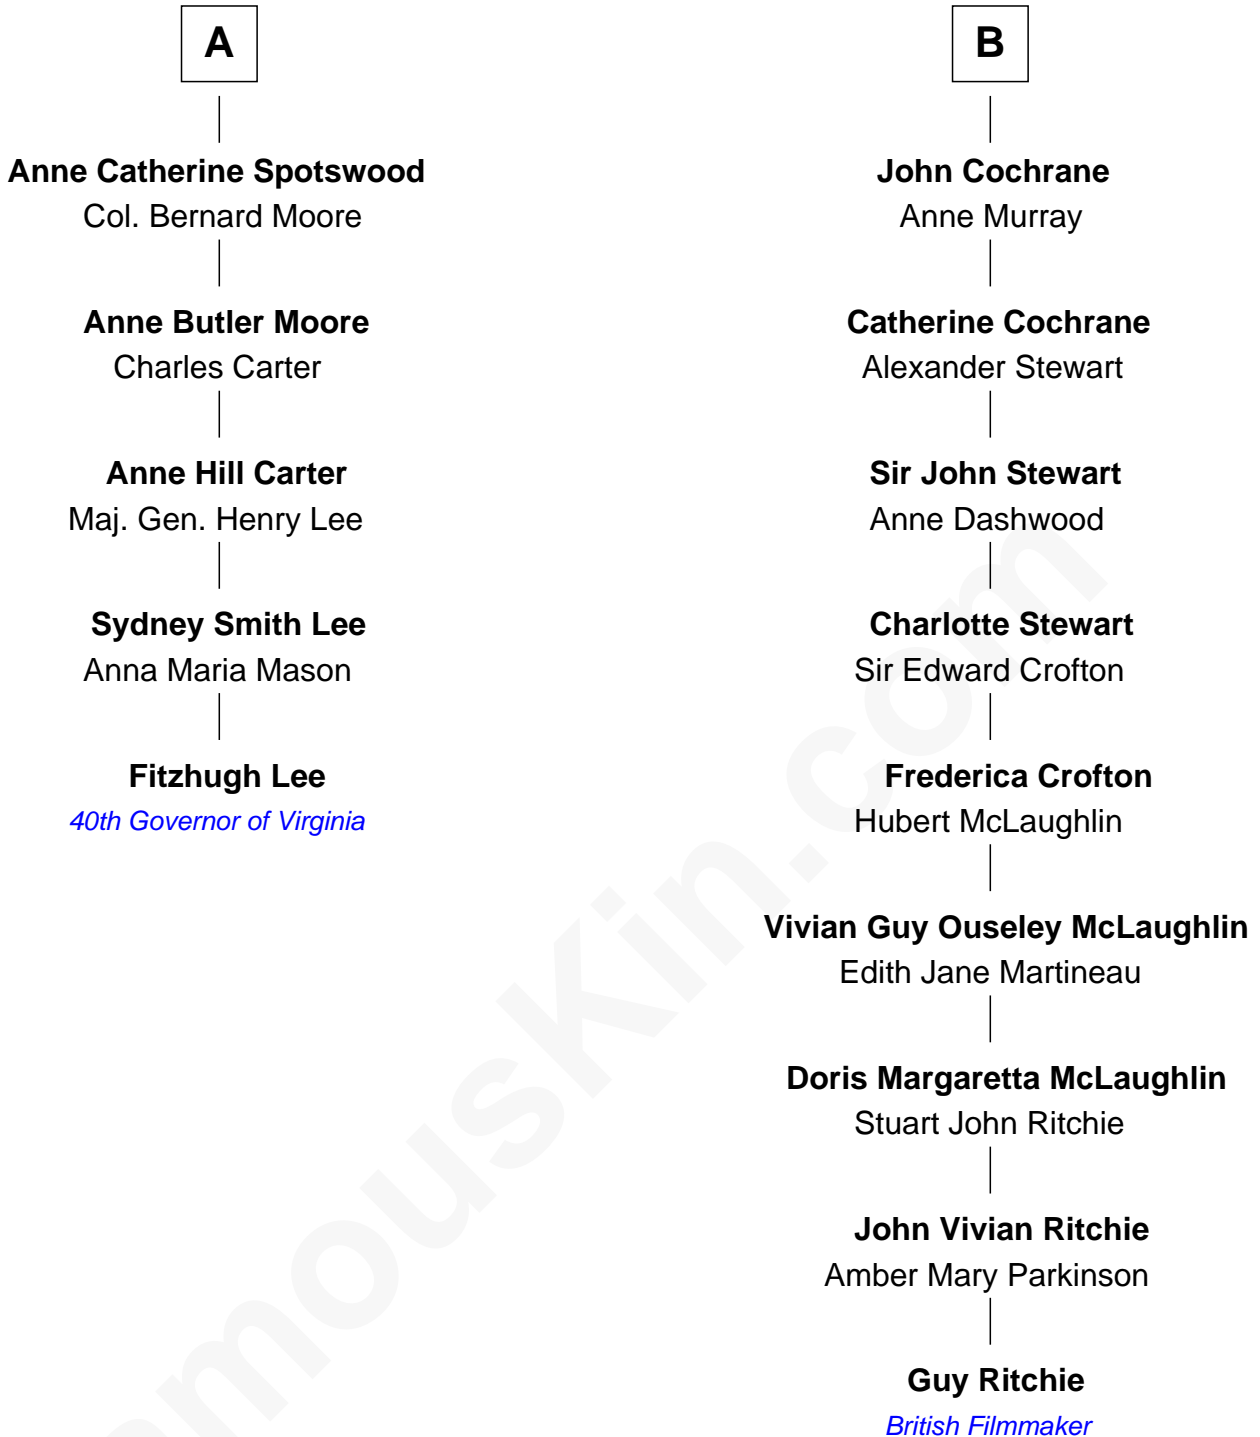 A
Anne Catherine Spotswood
Col. Bernard Moore
Anne Butler Moore
Charles Carter
Anne Hill Carter
Maj. Gen. Henry Lee
Sydney Smith Lee
Anna Maria Mason
Fitzhugh Lee
40th Governor of Virginia
B
John Cochrane
Anne Murray
Catherine Cochrane
Alexander Stewart
Sir John Stewart
Anne Dashwood
Charlotte Stewart
Sir Edward Crofton
Frederica Crofton
Hubert McLaughlin
Vivian Guy Ouseley McLaughlin
Edith Jane Martineau
Doris Margaretta McLaughlin
Stuart John Ritchie
John Vivian Ritchie
Amber Mary Parkinson
Guy Ritchie
British Filmmaker
amousKin.com